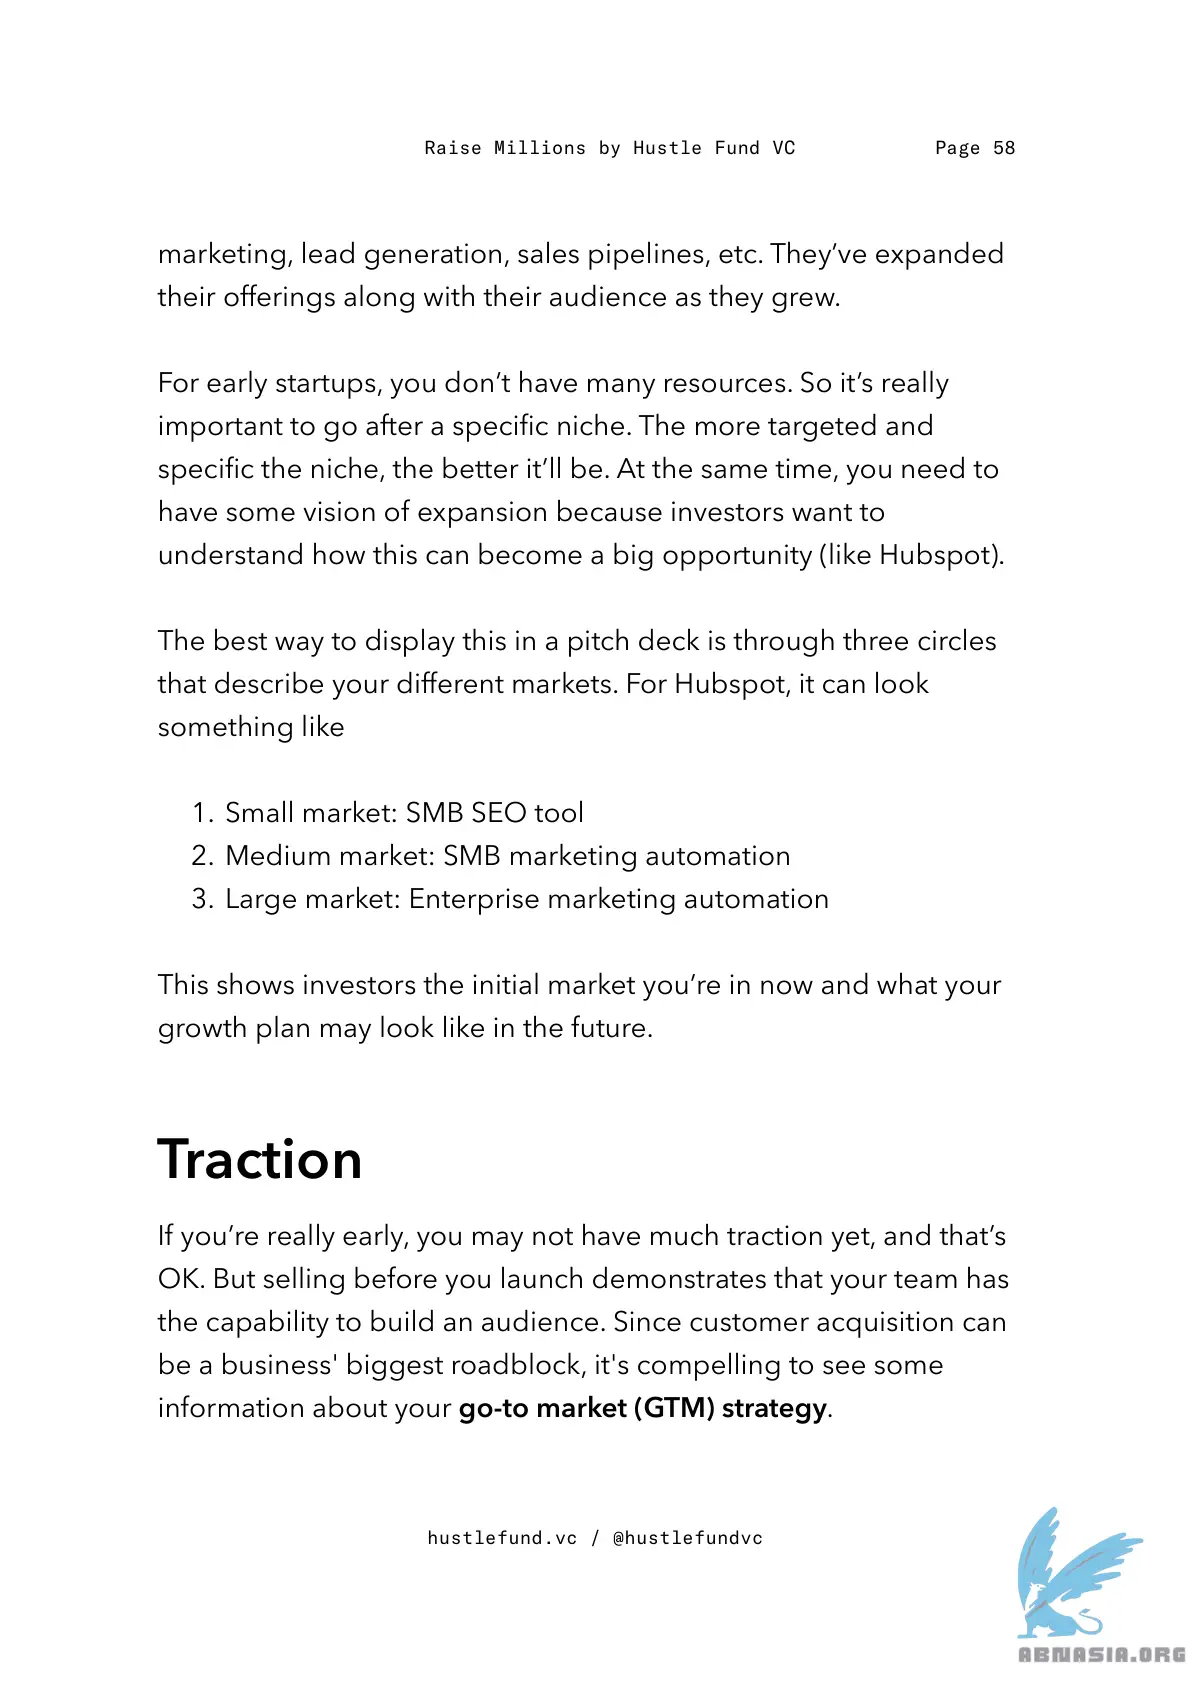 Raise Millions by Hustle Fund VC Page 58
marketing, lead generation, sales pipelines, etc. They’ve expanded
their offerings along with their audience as they grew.
For early startups, you don’t have many resources. So it’s really
important to go after a specific niche. The more targeted and
specific the niche, the better it’ll be. At the same time, you need to
have some vision of expansion because investors want to
understand how this can become a big opportunity (like Hubspot).
The best way to display this in a pitch deck is through three circles
that describe your different markets. For Hubspot, it can look
something like
1. Small market: SMB SEO tool
2. Medium market: SMB marketing automation
3. Large market: Enterprise marketing automation
This shows investors the initial market you’re in now and what your
growth plan may look like in the future.
Traction
If you’re really early, you may not have much traction yet, and that’s
OK. But selling before you launch demonstrates that your team has
the capability to build an audience. Since customer acquisition can
be a business' biggest roadblock, it's compelling to see some
information about your go-to market (GTM) strategy.
hustlefund.vc / @hustlefundvc
ABNASIA.ORG